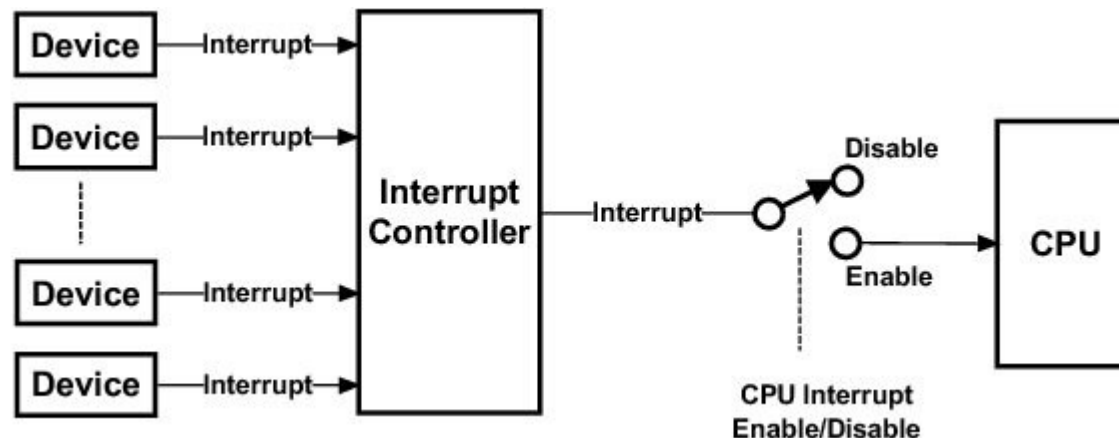 Device
Interrupt
Device
Interrupt
Device
Interrupt
Device
Interrupt
Interrupt
Controller
Interrupt
Disable
Enable
CPU
CPU Interrupt
Enable/Disable